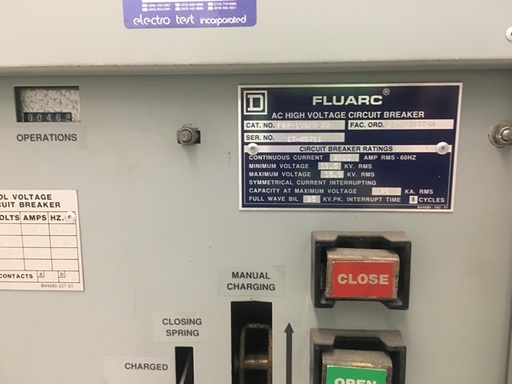 electro test incorporated
00469
OPERATIONS
D
FLUARC®
AC HIGH VOLTAGE CIRCUIT BREAKER
CAT. NO. FAC. ORD.
SER. NO.
CIRCUIT BREAKER RATINGS
CONTINUOUS CURRENT AMP RMS - 60HZ
MINIMUM VOLTAGE KV. RMS
MAXIMUM VOLTAGE KV. RMS
SYMMETRICAL CURRENT INTERRUPTING
CAPACITY AT MAXIMUM VOLTAGE KA. RMS
FULL WAVE BIL KV.PK. INTERRUPT TIME 5 CYCLES
OL VOLTAGE
CUIT BREAKER
VOLTS AMPS HZ.
CONTACTS a b
CLOSE
MANUAL
CHARGING
CLOSING
SPRING
CHARGED
OPEN